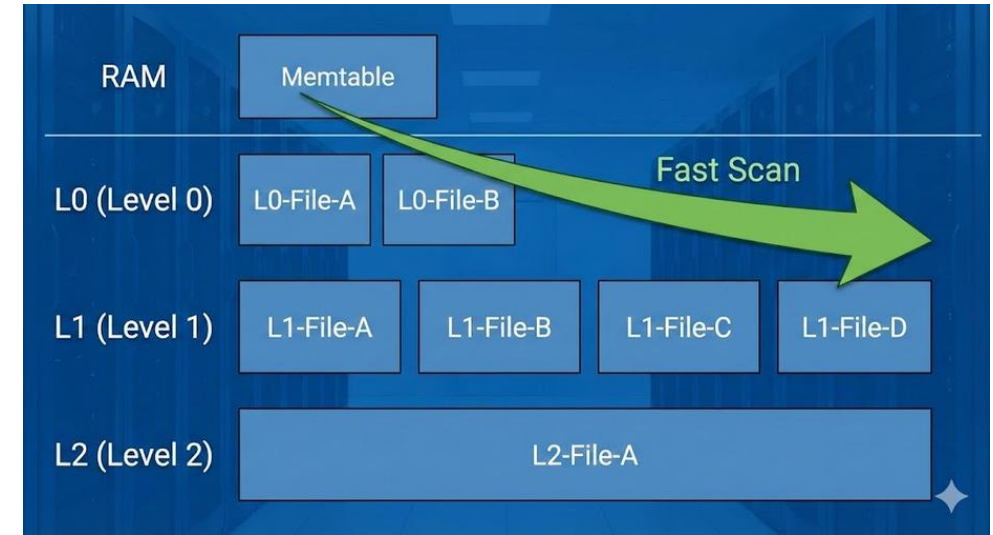 RAM
Memtable
Fast Scan
L0 (Level 0)
L0-File-A
L0-File-B
L1 (Level 1)
L1-File-A
L1-File-B
L1-File-C
L1-File-D
L2 (Level 2)
L2-File-A